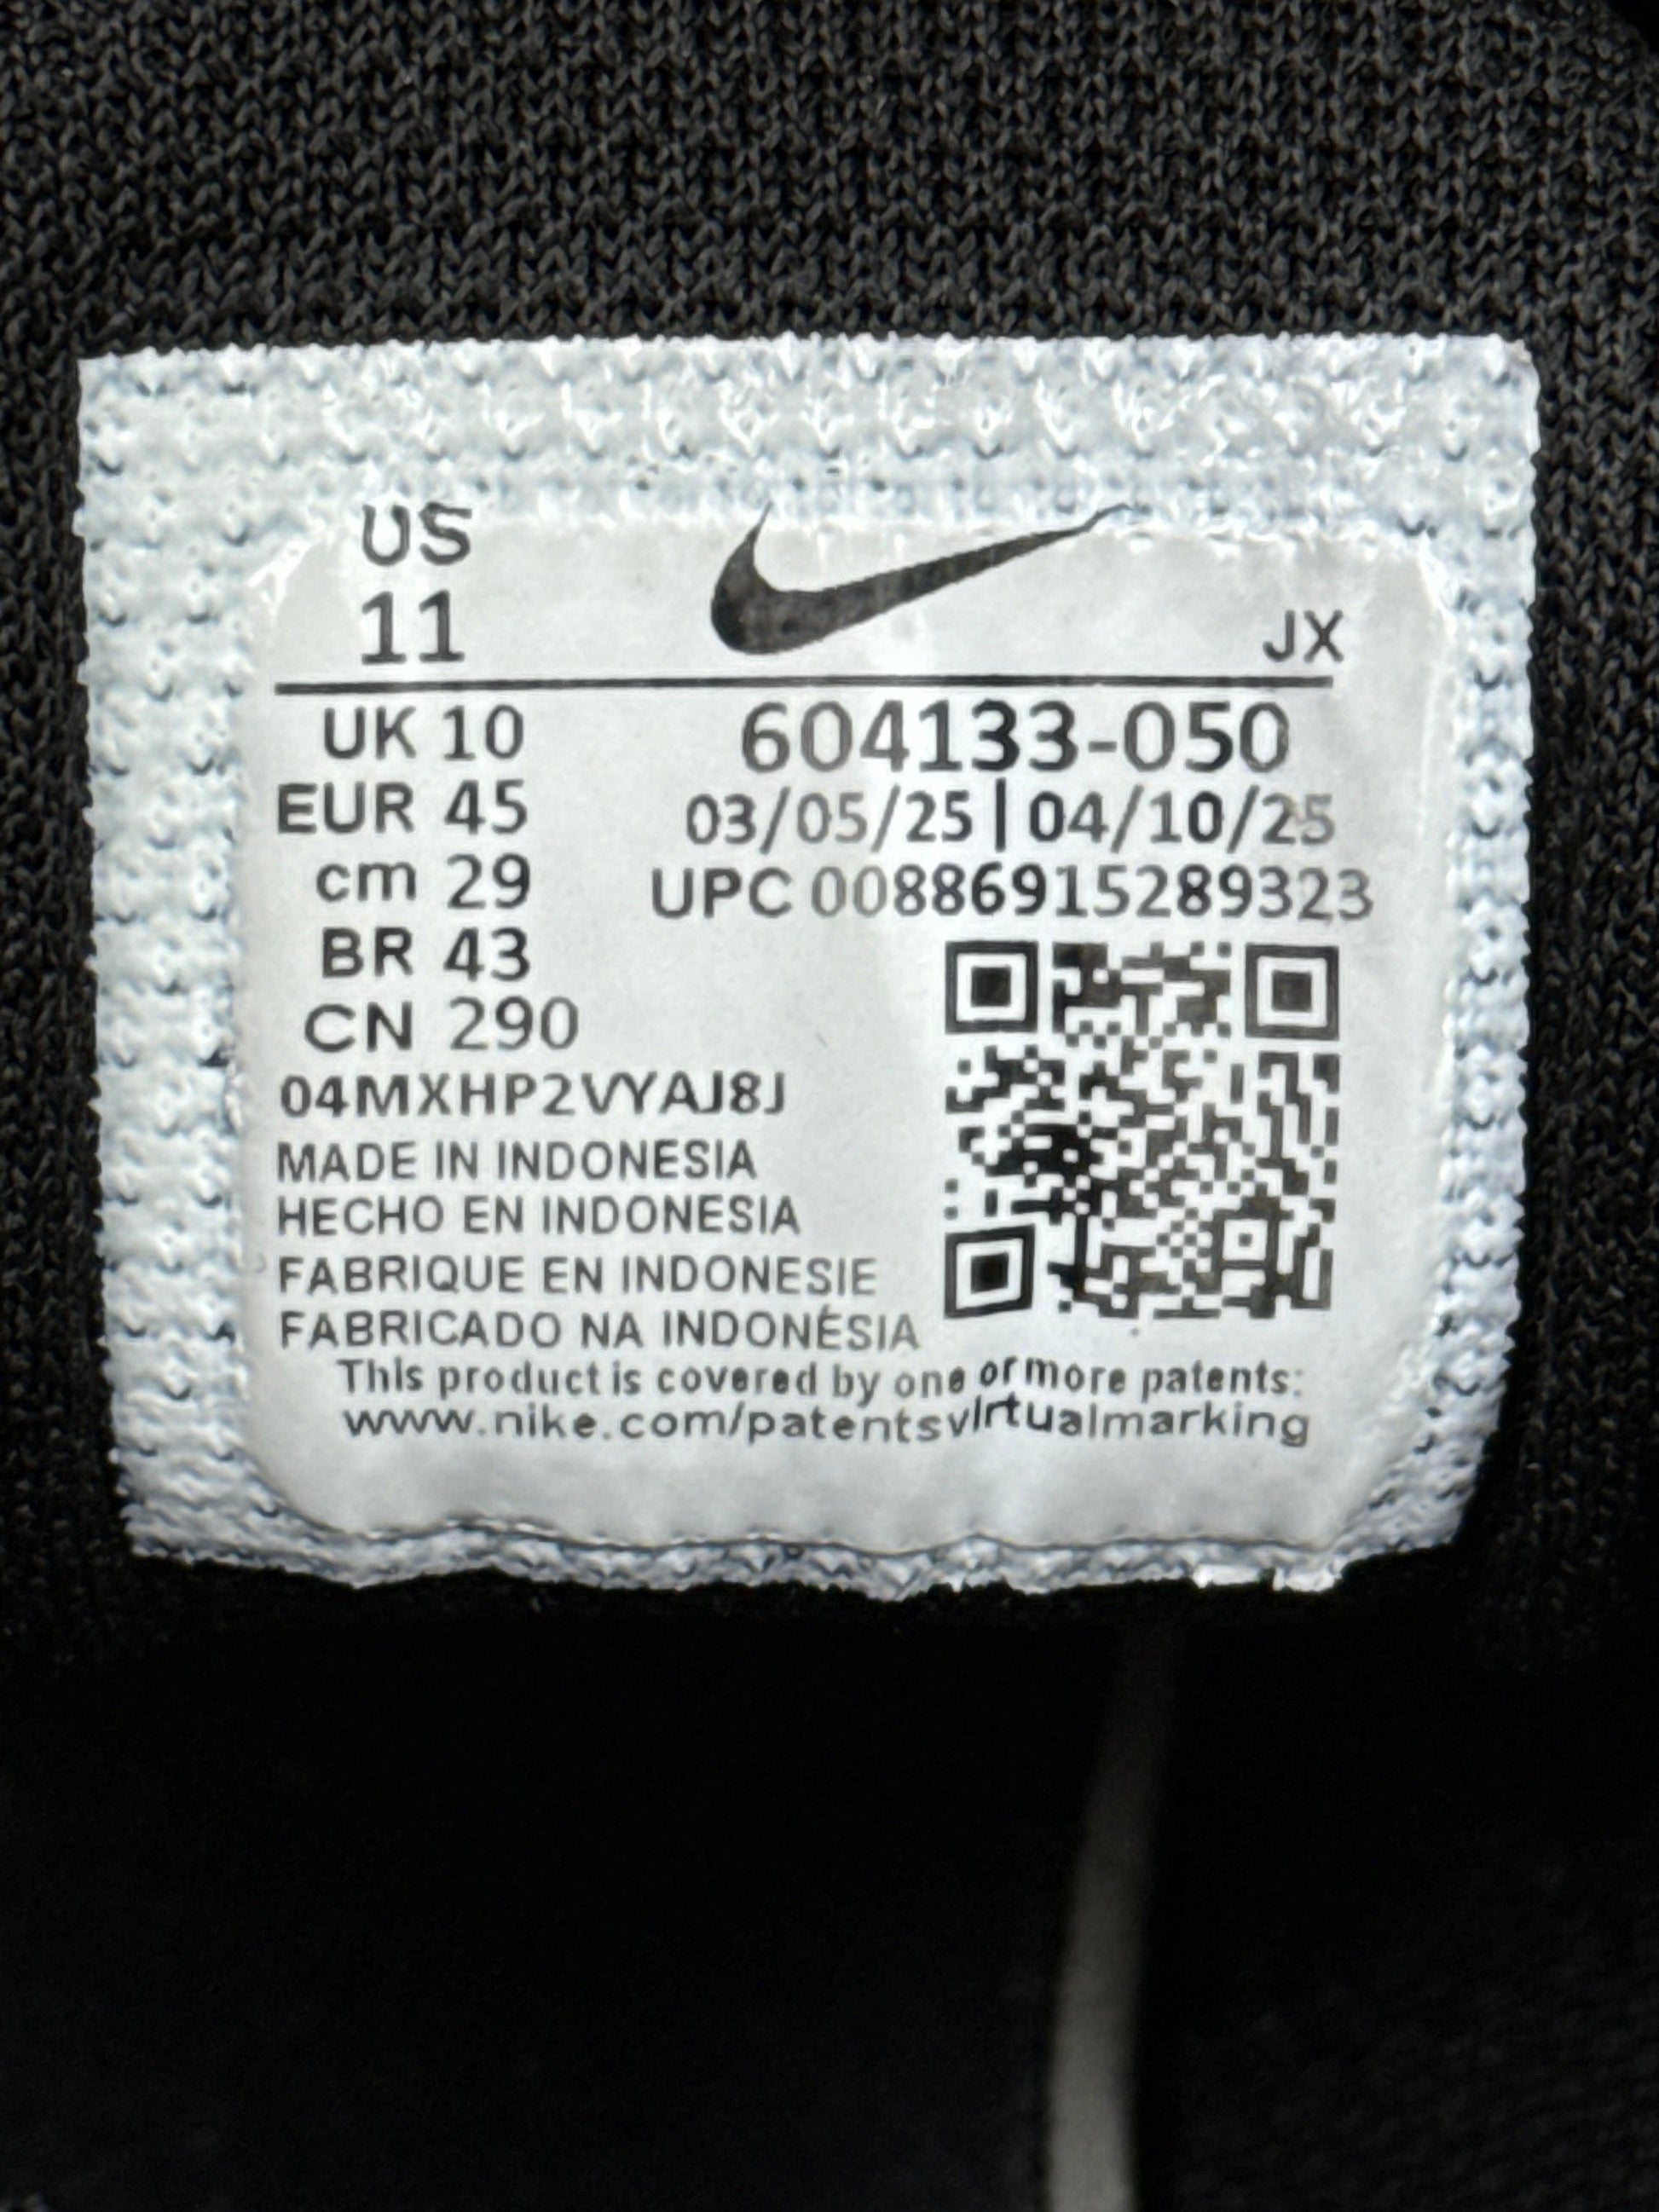 US
11
JX
UK 10
604133-050
EUR 45
03/05/25 | 04/10/25
cm 29
UPC 00886915289323
BR 43
CN 290
04MXHP2VYAJ8J
MADE IN INDONESIA
HECHO EN INDONESIA
FABRIQUE EN INDONESIE
FABRICADO NA INDONÉSIA
This product is covered by one or more patents:
www.nike.com/patentsvirtualmarking